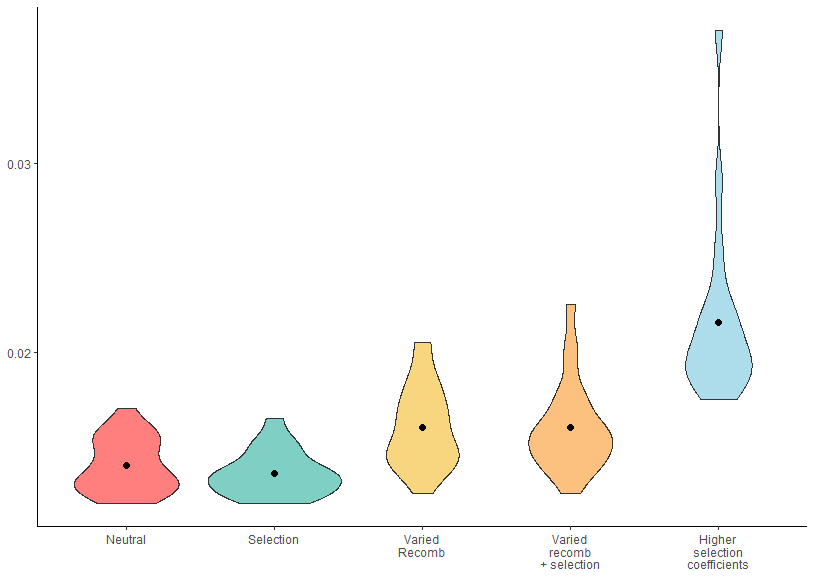 0.03
0.02
Neutral
Selection
Varied
Recomb
Varied
recomb
+ selection
Higher
selection
coefficients